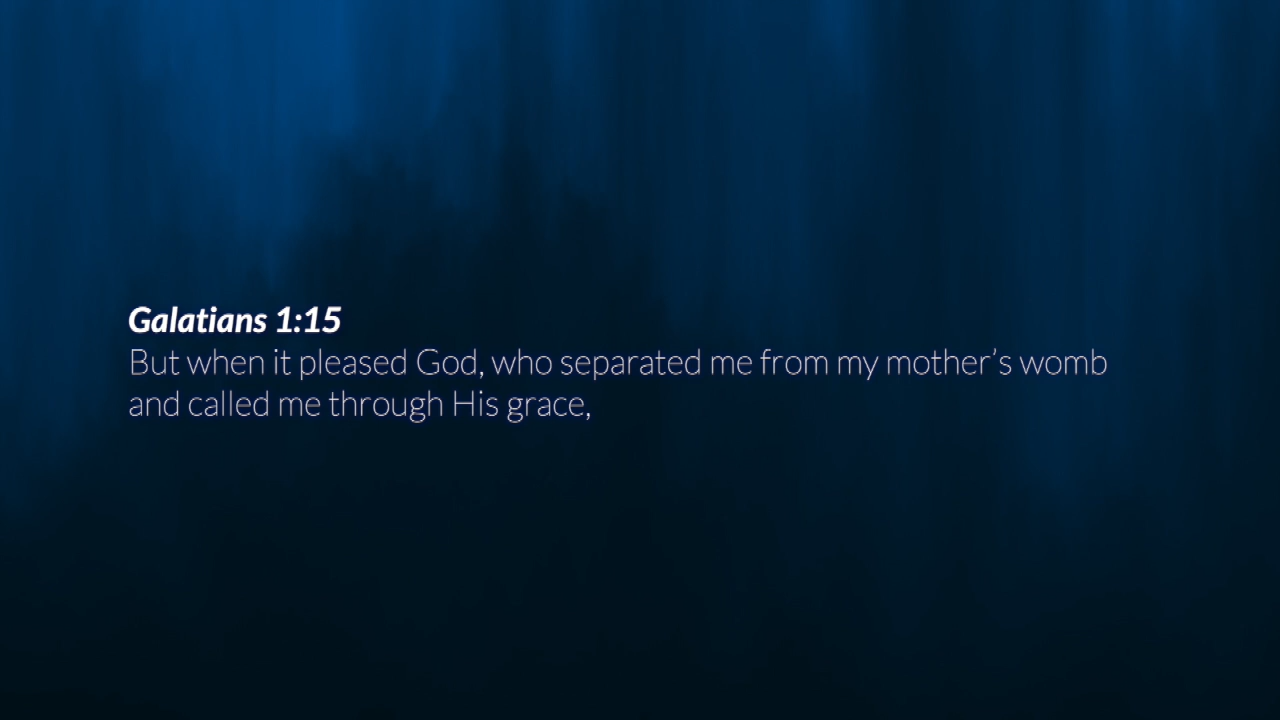 Galatians 1:15
But when it pleased God, who separated me from my mother’s womb
and called me through His grace,